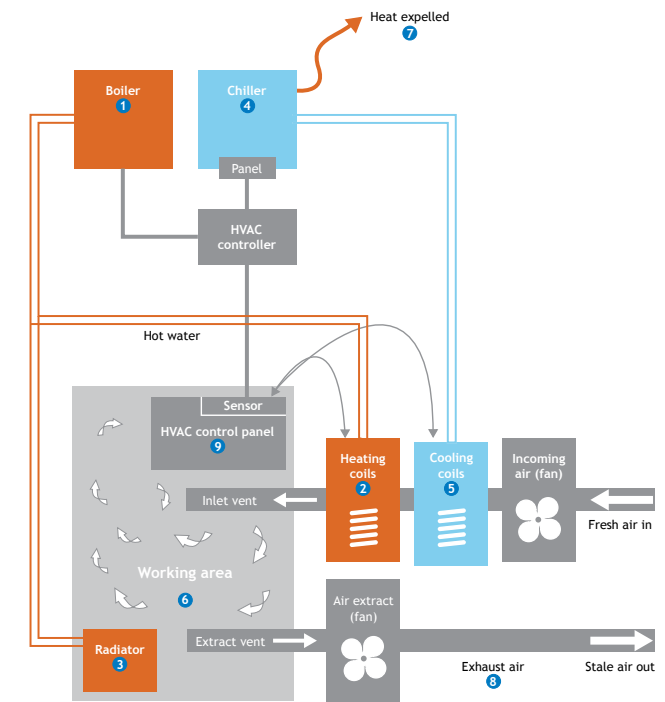 Heat expelled
7
Boiler
1
Chiller
4
Panel
HVAC
controller
Hot water
Sensor
HVAC control panel
9
Heating
coils
2
Cooling
coils
5
Incoming
air (fan)
Inlet vent
Fresh air in
Working area
6
Air extract
(fan)
Radiator
3
Extract vent
Exhaust air
8
Stale air out